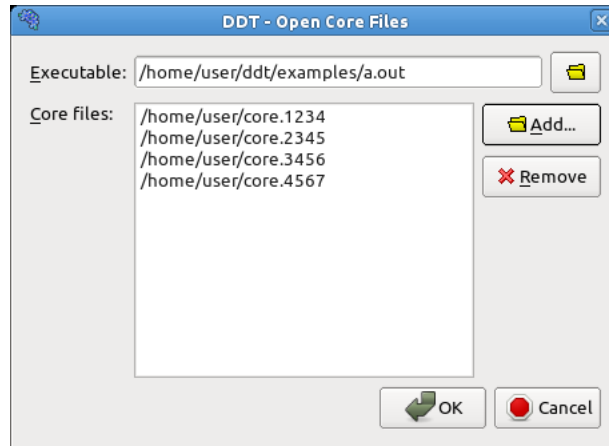 DDT - Open Core Files
Executable: /home/user/ddt/examples/a.out
Core files: /home/user/core.1234 Add...
/home/user/core.2345
/home/user/core.3456 Remove
/home/user/core.4567
OK Cancel